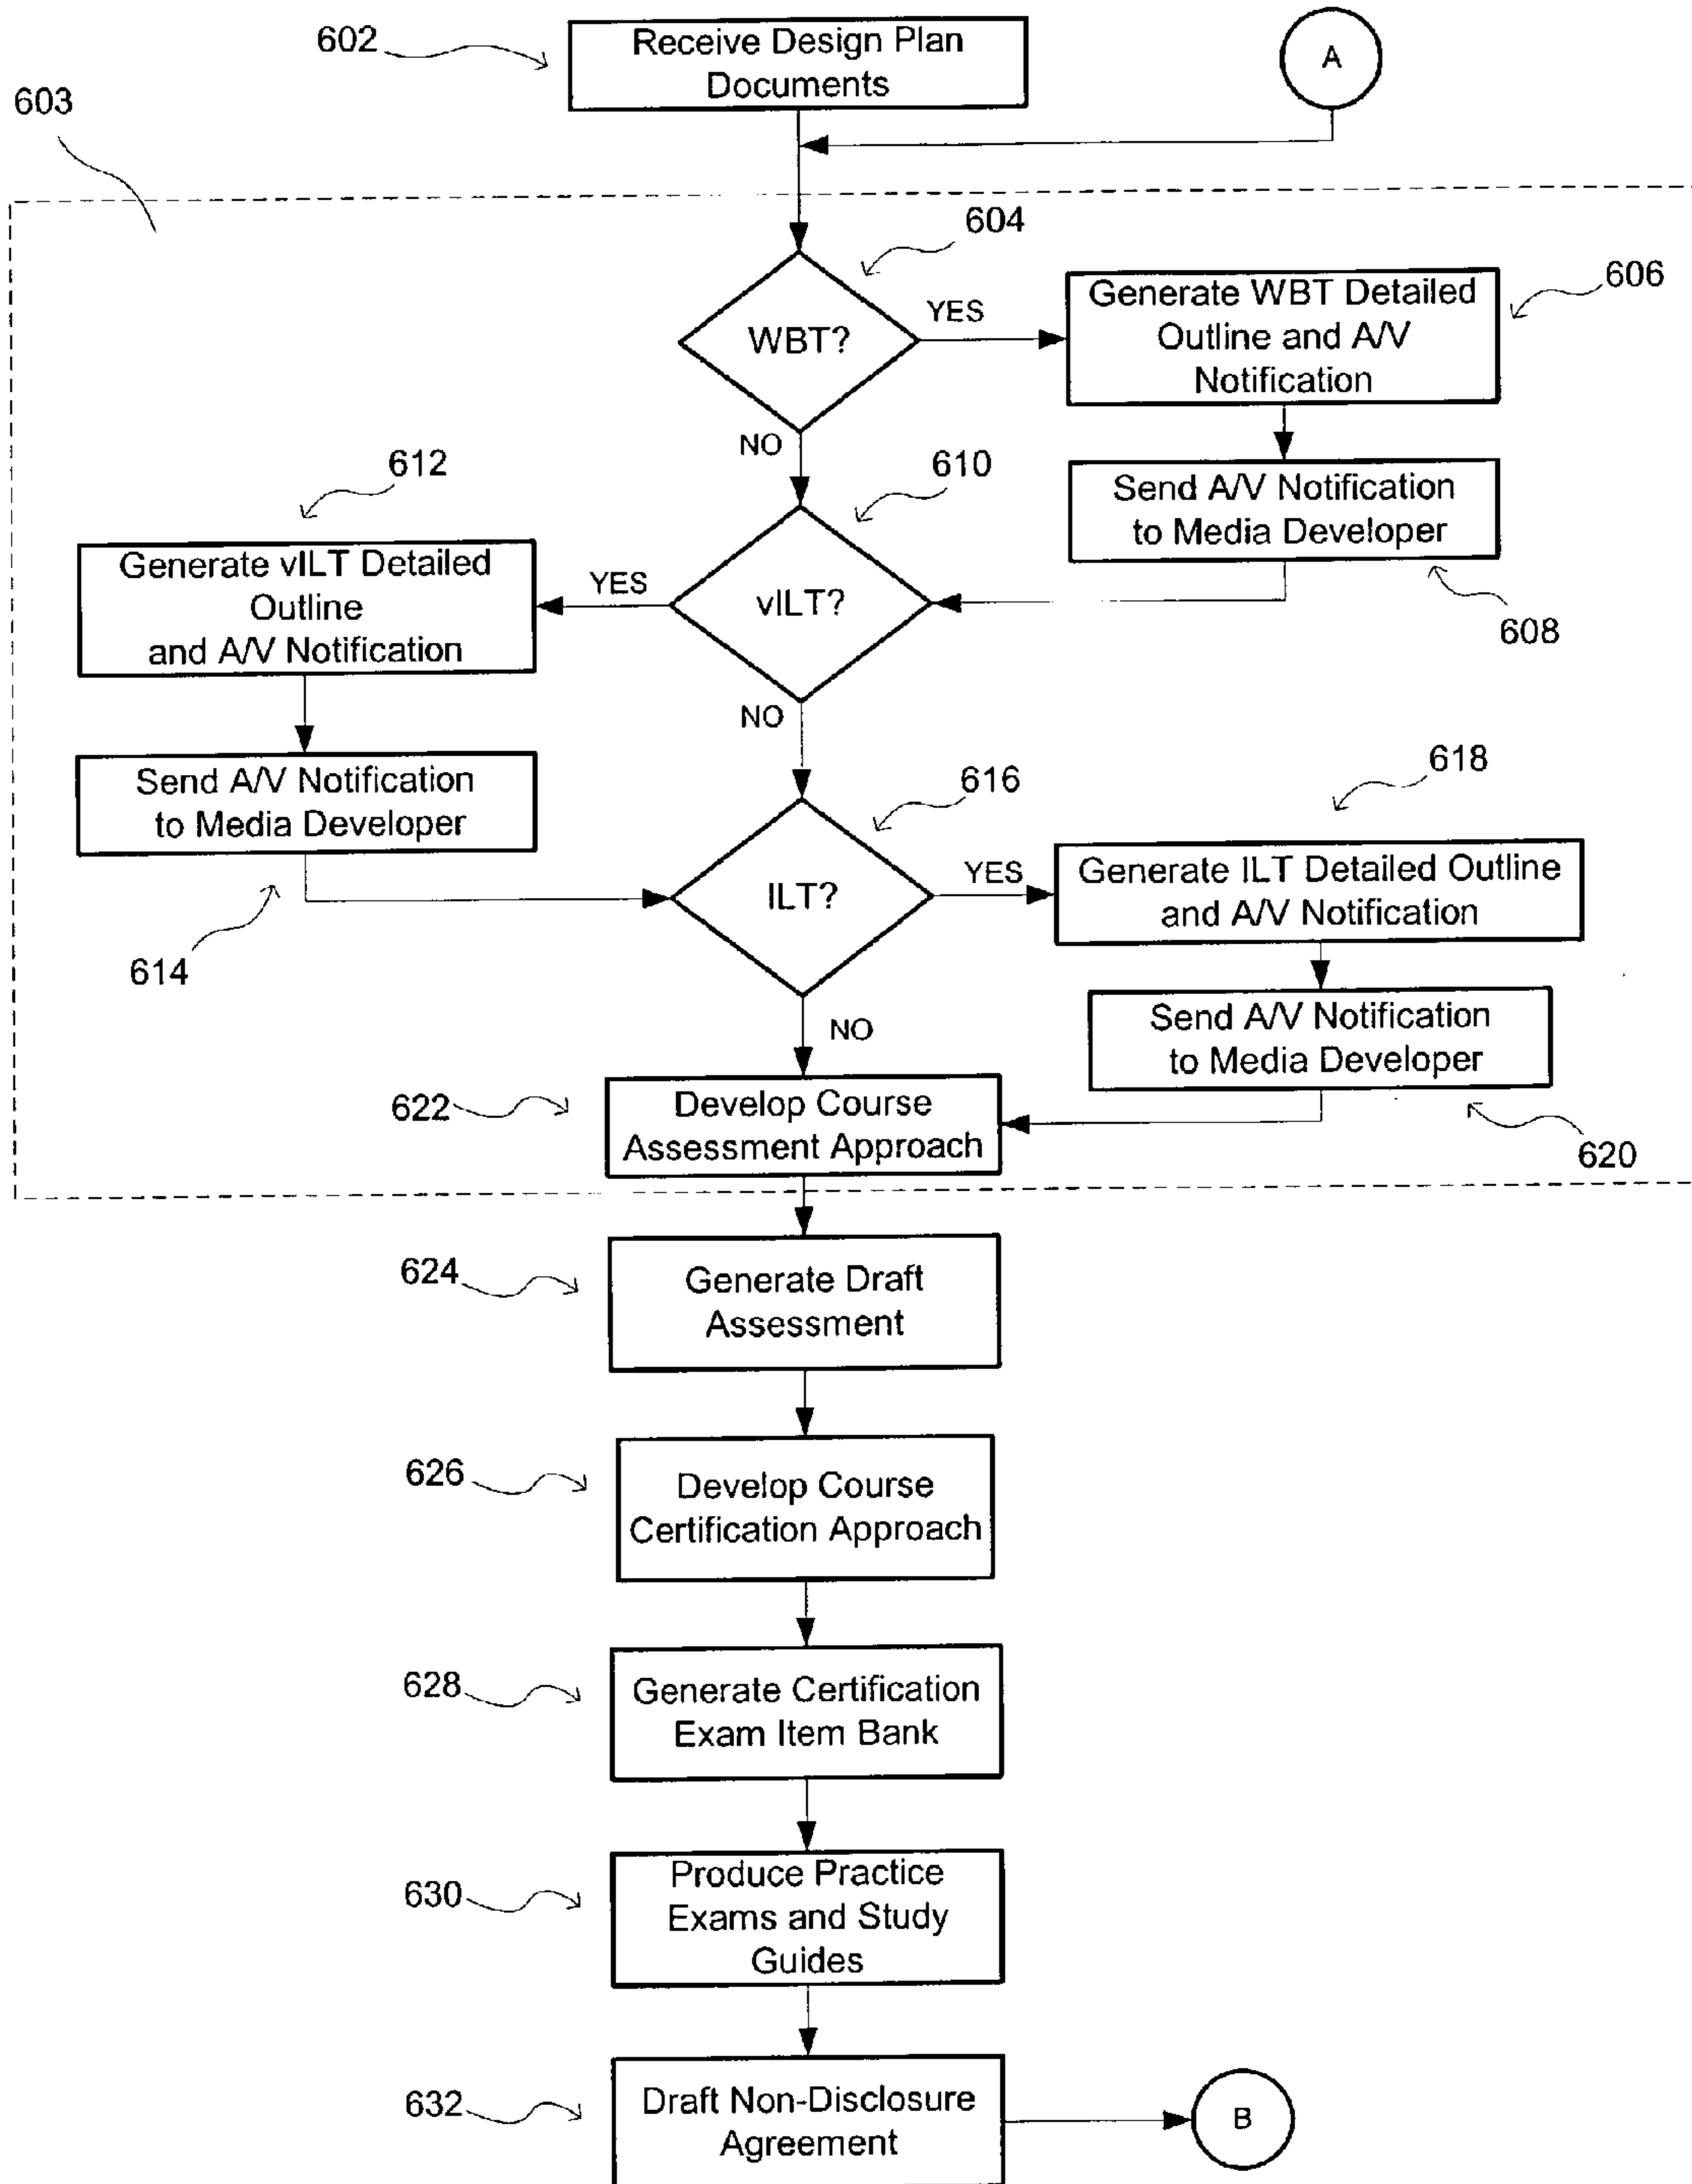 602
Receive Design Plan
Documents
A
603
604
WBT?
YES
NO
Generate WBT Detailed
Outline and A/V
Notification
606
Send A/V Notification
to Media Developer
608
610
vILT?
YES
NO
612
Generate vILT Detailed
Outline
and A/V Notification
Send A/V Notification
to Media Developer
614
616
ILT?
YES
NO
618
Generate ILT Detailed Outline
and A/V Notification
Send A/V Notification
to Media Developer
620
622
Develop Course
Assessment Approach
624
Generate Draft
Assessment
626
Develop Course
Certification Approach
628
Generate Certification
Exam Item Bank
630
Produce Practice
Exams and Study
Guides
632
Draft Non-Disclosure
Agreement
B